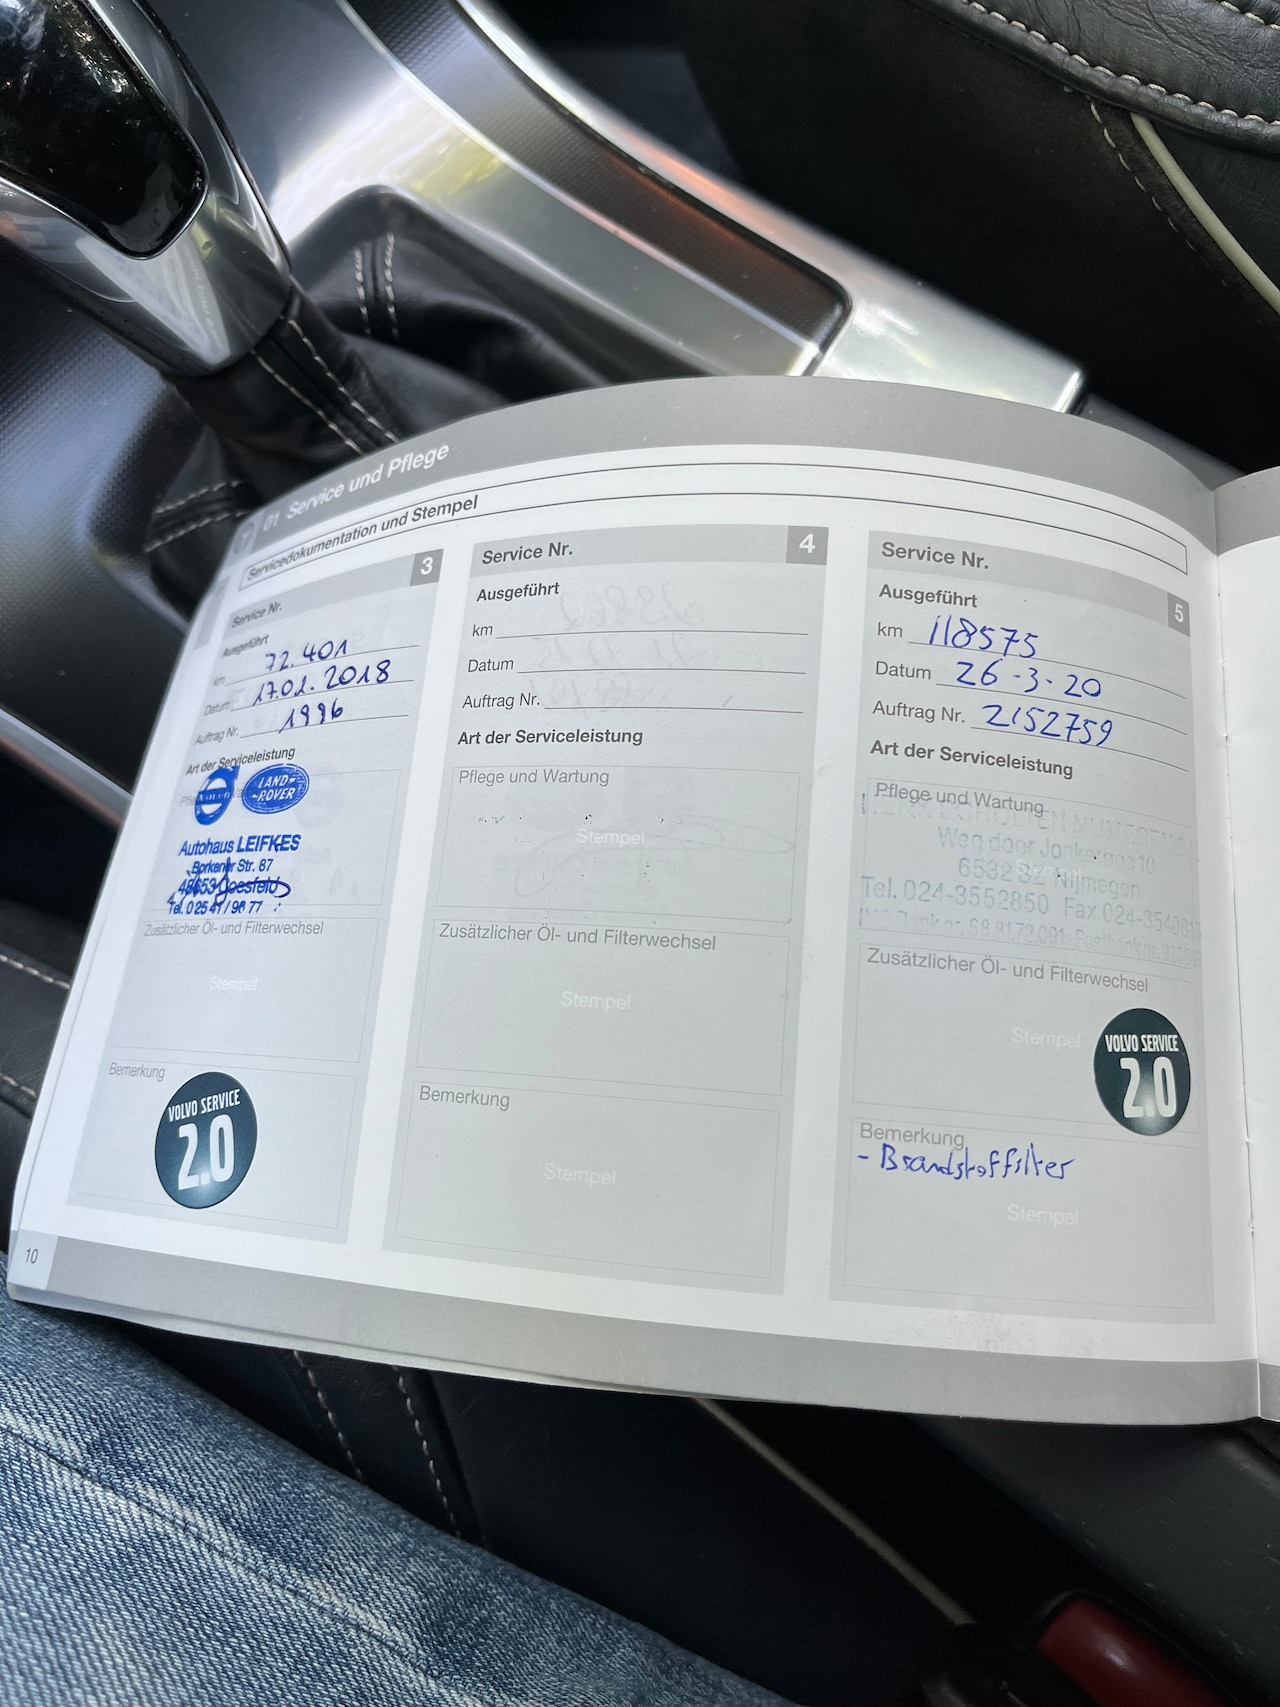 01 Service und Pflege
Servicedokumentation und Stempel
Service Nr. 3
Ausgeführt
km 72.401
Datum 17.01.2018
Auftrag Nr. 1996
Art der Serviceleistung
LAND-
ROVER
Autohaus LEIFKES
Borkener Str. 87
48653 Coesfeld
Zusätzlicher Öl- und Filterwechsel
Stempel
Bemerkung
VOLVO SERVICE
2.0
10
Service Nr. 4
Ausgeführt
km
Datum
Auftrag Nr.
Art der Serviceleistung
Pflege und Wartung
Stempel
Zusätzlicher Öl- und Filterwechsel
Stempel
Bemerkung
Stempel
Service Nr. 5
Ausgeführt
km 118575
Datum 26-3-20
Auftrag Nr. 2152759
Art der Serviceleistung
Pflege und Wartung
Weg door Jonkerbos 10
Nijmegen
Tel. 024-3552850 Fax
Zusätzlicher Öl- und Filterwechsel
Stempel
VOLVO SERVICE
2.0
Bemerkung
- Brandstoffilter
Stempel